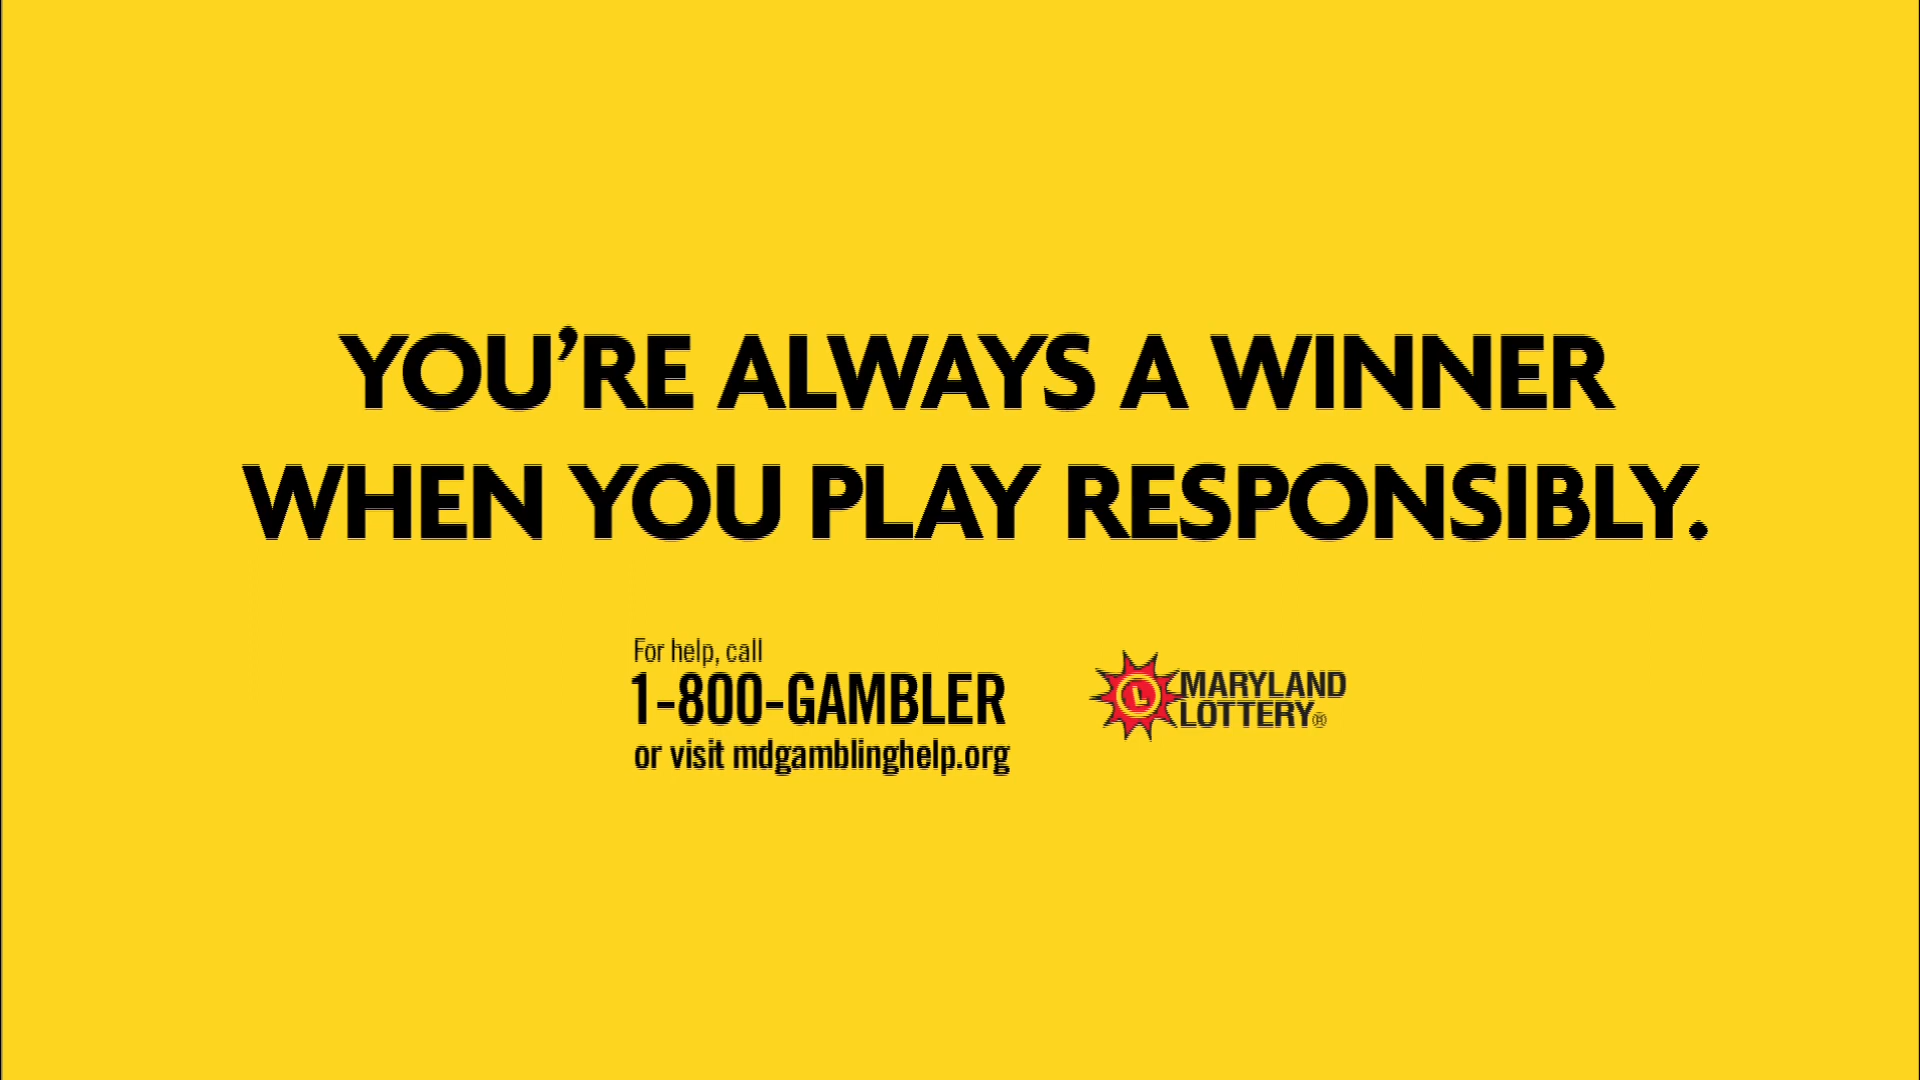 YOU’RE ALWAYS A WINNER
WHEN YOU PLAY RESPONSIBLY.
For help, call
1-800-GAMBLER
or visit mdgamblinghelp.org
L
MARYLAND
LOTTERY®